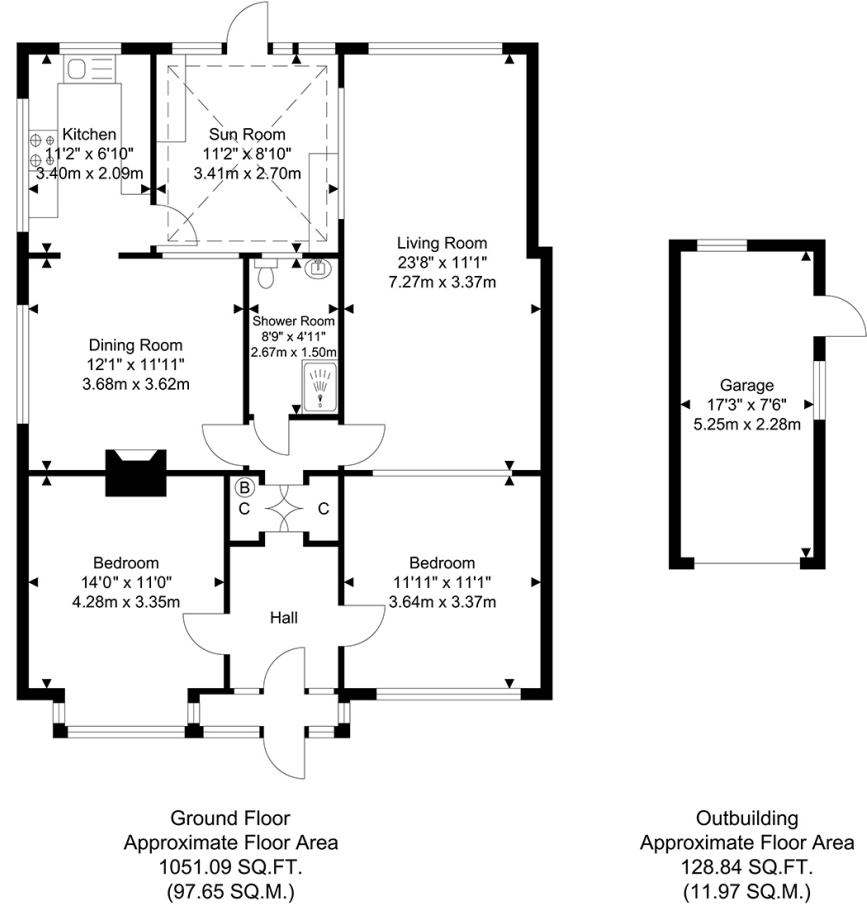 Kitchen
11'2" x 6'10"
3.40m x 2.09m
Sun Room
11'2" x 8'10"
3.41m x 2.70m
Living Room
23'8" x 11'1"
7.27m x 3.37m
Dining Room
12'1" x 11'11"
3.68m x 3.62m
Shower Room
8'9" x 4'11"
2.67m x 1.50m
Garage
17'3" x 7'6"
5.25m x 2.28m
B
C
C
Bedroom
14'0" x 11'0"
4.28m x 3.35m
Hall
Bedroom
11'11" x 11'1"
3.64m x 3.37m
Ground Floor
Approximate Floor Area
1051.09 SQ.FT.
(97.65 SQ.M.)
Outbuilding
Approximate Floor Area
128.84 SQ.FT.
(11.97 SQ.M.)